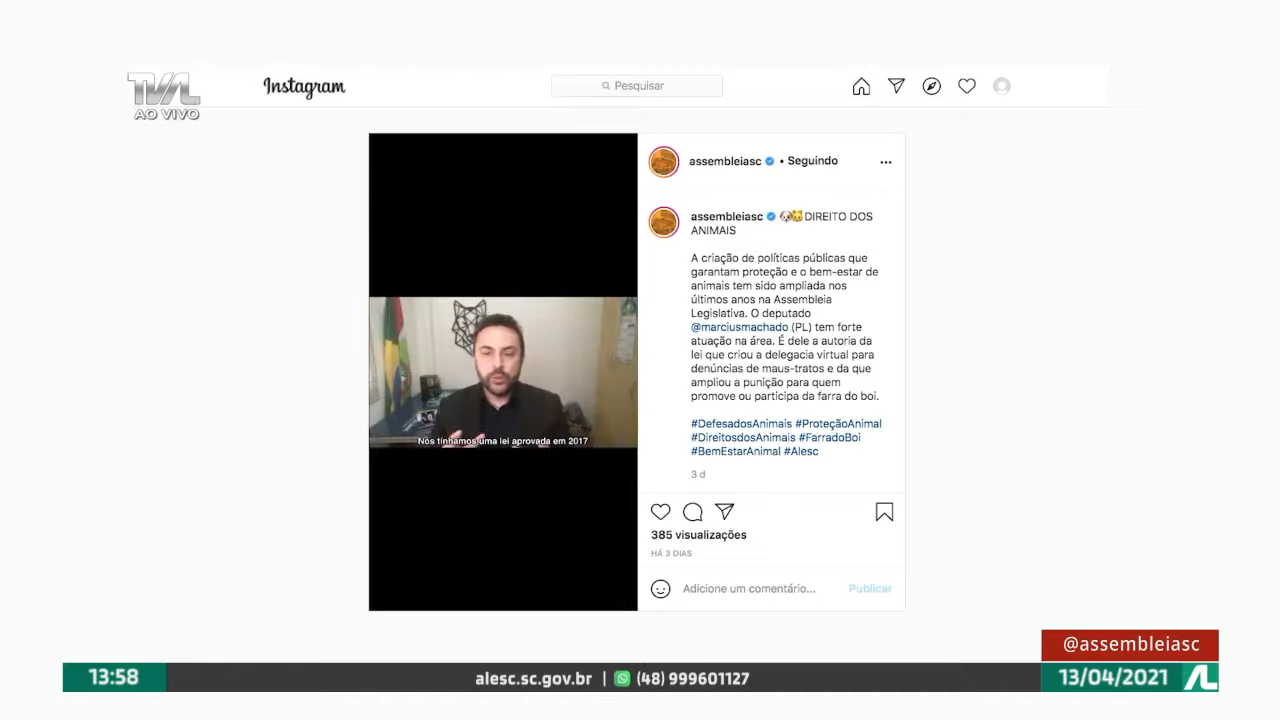 TVAL
AO VIVO
Instagram
Pesquisar
assembleiasc • Seguindo
assembleiasc 🐶🐱DIREITO DOS
ANIMAIS
A criação de políticas públicas que
garantam proteção e o bem-estar de
animais tem sido ampliada nos
últimos anos na Assembleia
Legislativa. O deputado
@marciusmachado (PL) tem forte
atuação na área. É dele a autoria da
lei que criou a delegacia virtual para
denúncias de maus-tratos e da que
ampliou a punição para quem
promove ou participa da farra do boi.
#DefesadosAnimais #ProteçãoAnimal
#DireitosdosAnimais #FarradoBoi
#BemEstarAnimal #Alesc
3 d
Nós tínhamos uma lei aprovada em 2017
385 visualizações
HÁ 3 DIAS
Adicione um comentário... Publicar
@assembleiasc
13:58
alesc.sc.gov.br | (48) 999601127
13/04/2021
AL